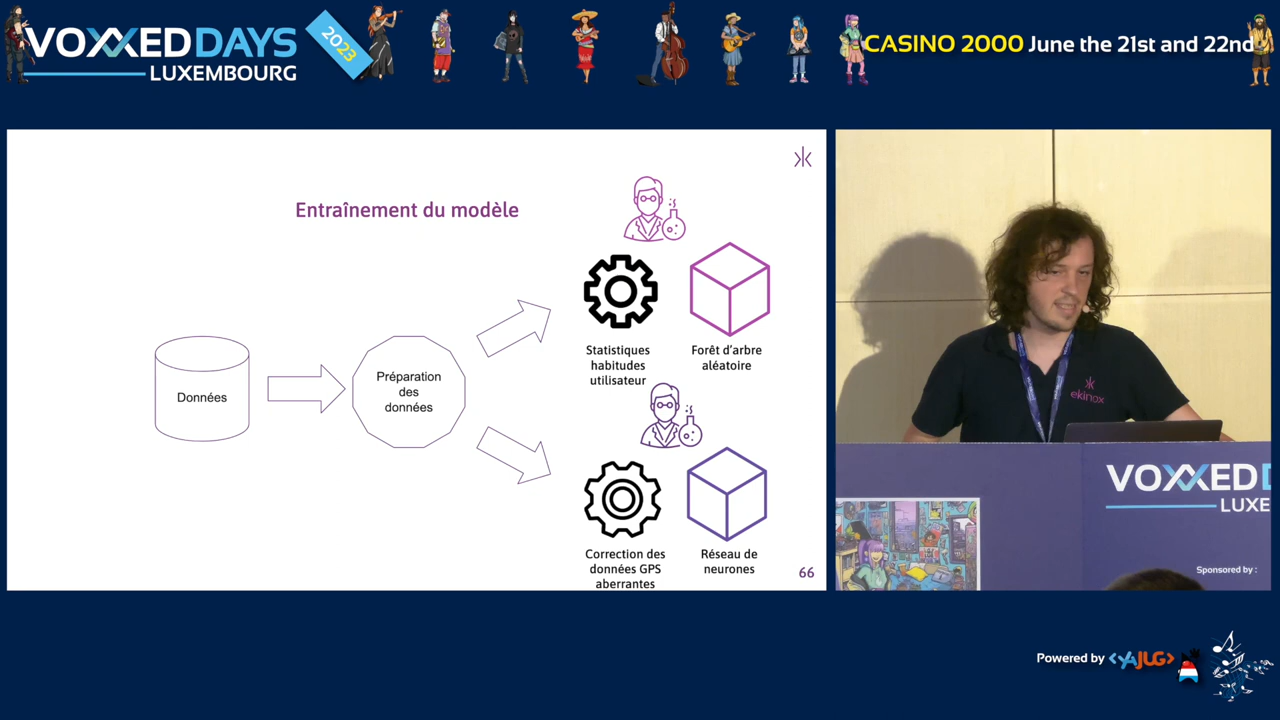 VOXXED DAYS
LUXEMBOURG
2023
CASINO 2000 June the 21st and 22nd
Entraînement du modèle
Données
Préparation
des
données
Statistiques
habitudes
utilisateur
Forêt d'arbre
aléatoire
Correction des
données GPS
aberrantes
Réseau de
neurones
66
ekinox
VOXXED D
LUXE
Sponsored by :
Powered by <YAJUG>